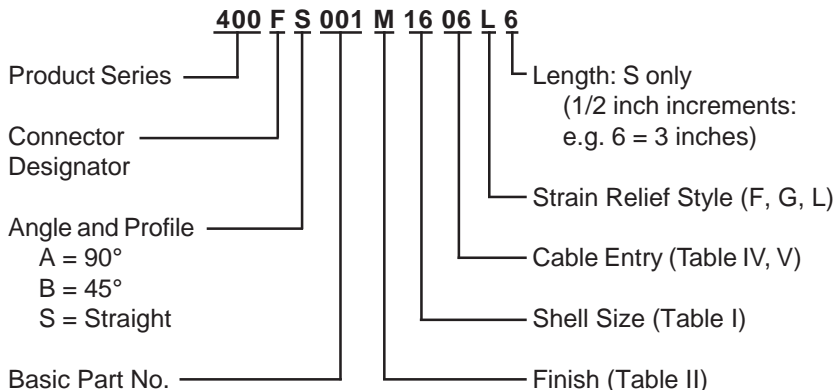 400 F S 001 M 16 06 L 6
Product Series
Connector
Designator
Angle and Profile
A = 90°
B = 45°
S = Straight
Basic Part No.
Length: S only
(1/2 inch increments:
e.g. 6 = 3 inches)
Strain Relief Style (F, G, L)
Cable Entry (Table IV, V)
Shell Size (Table I)
Finish (Table II)